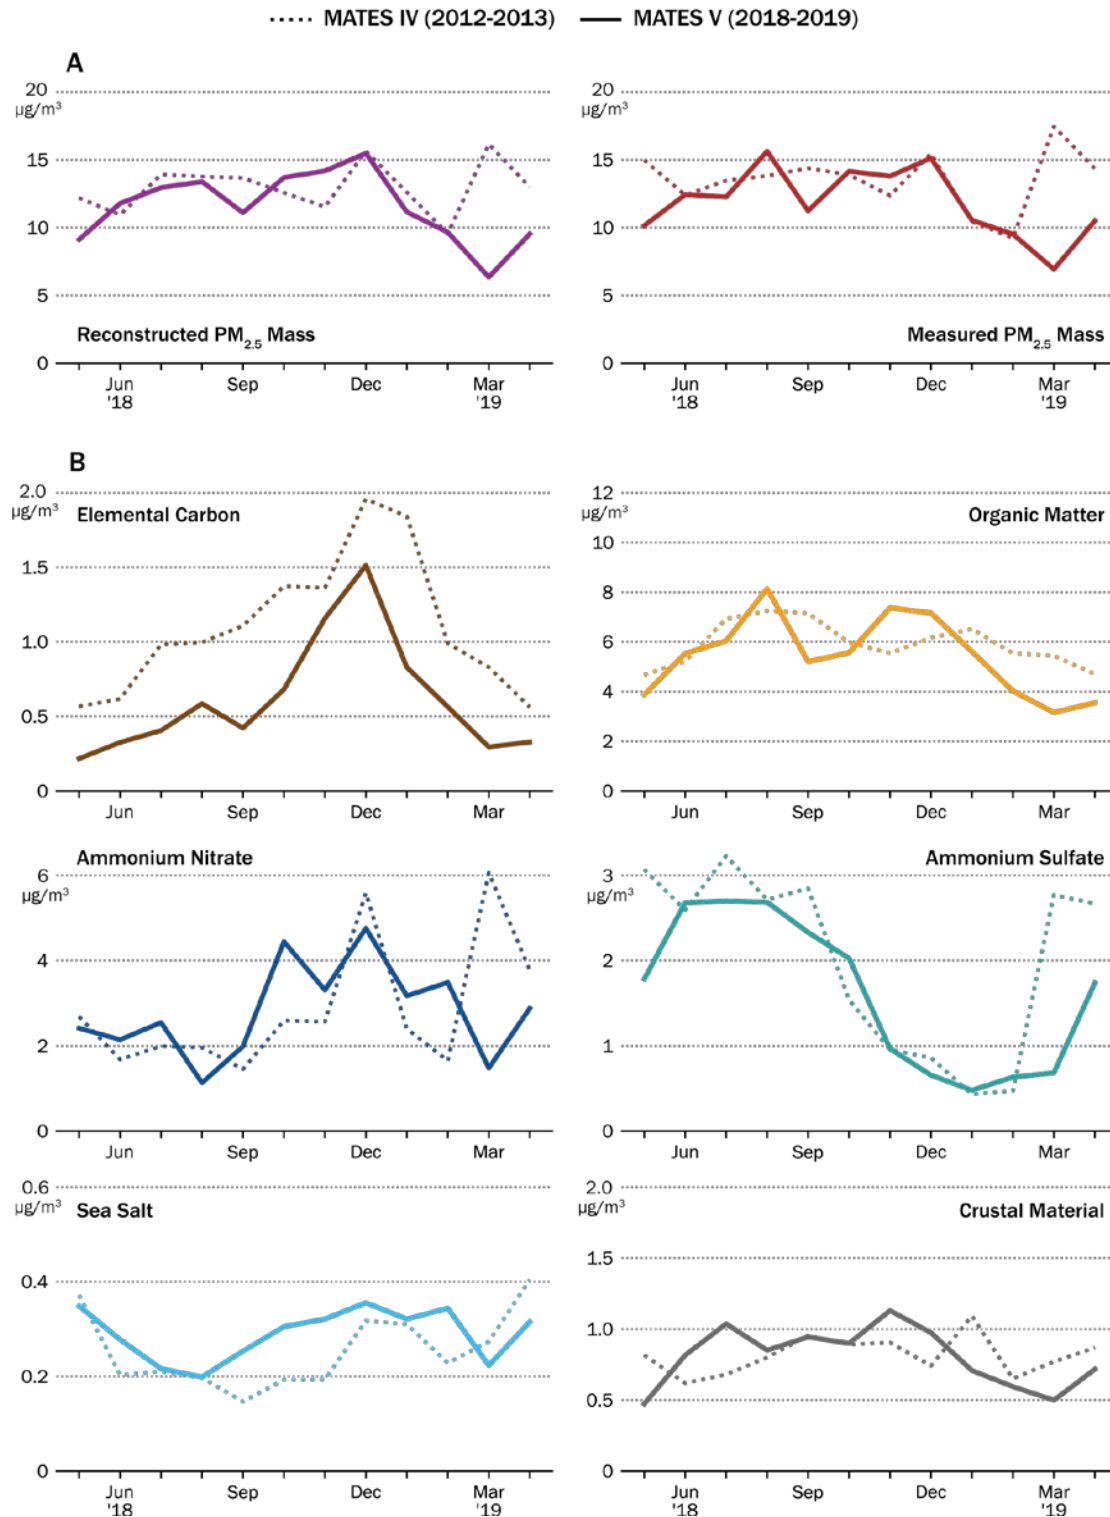 MATES IV (2012-2013) MATES V (2018-2019)
A
20
µg/m³
15
10
5
0
Reconstructed PM2.5 Mass
Jun Sep Dec Mar
'18 '19
20
µg/m³
15
10
5
0
Measured PM2.5 Mass
Jun Sep Dec Mar
'18 '19
B
2.0
µg/m³
Elemental Carbon
1.5
1.0
0.5
0
Jun Sep Dec Mar
12
µg/m³
Organic Matter
10
8
6
4
2
0
Jun Sep Dec Mar
Ammonium Nitrate
6
µg/m³
4
2
0
Jun Sep Dec Mar
Ammonium Sulfate
3
µg/m³
2
1
0
Jun Sep Dec Mar
0.6
µg/m³
Sea Salt
0.4
0.2
0
Jun Sep Dec Mar
'18 '19
2.0
µg/m³
Crustal Material
1.5
1.0
0.5
0
Jun Sep Dec Mar
'18 '19